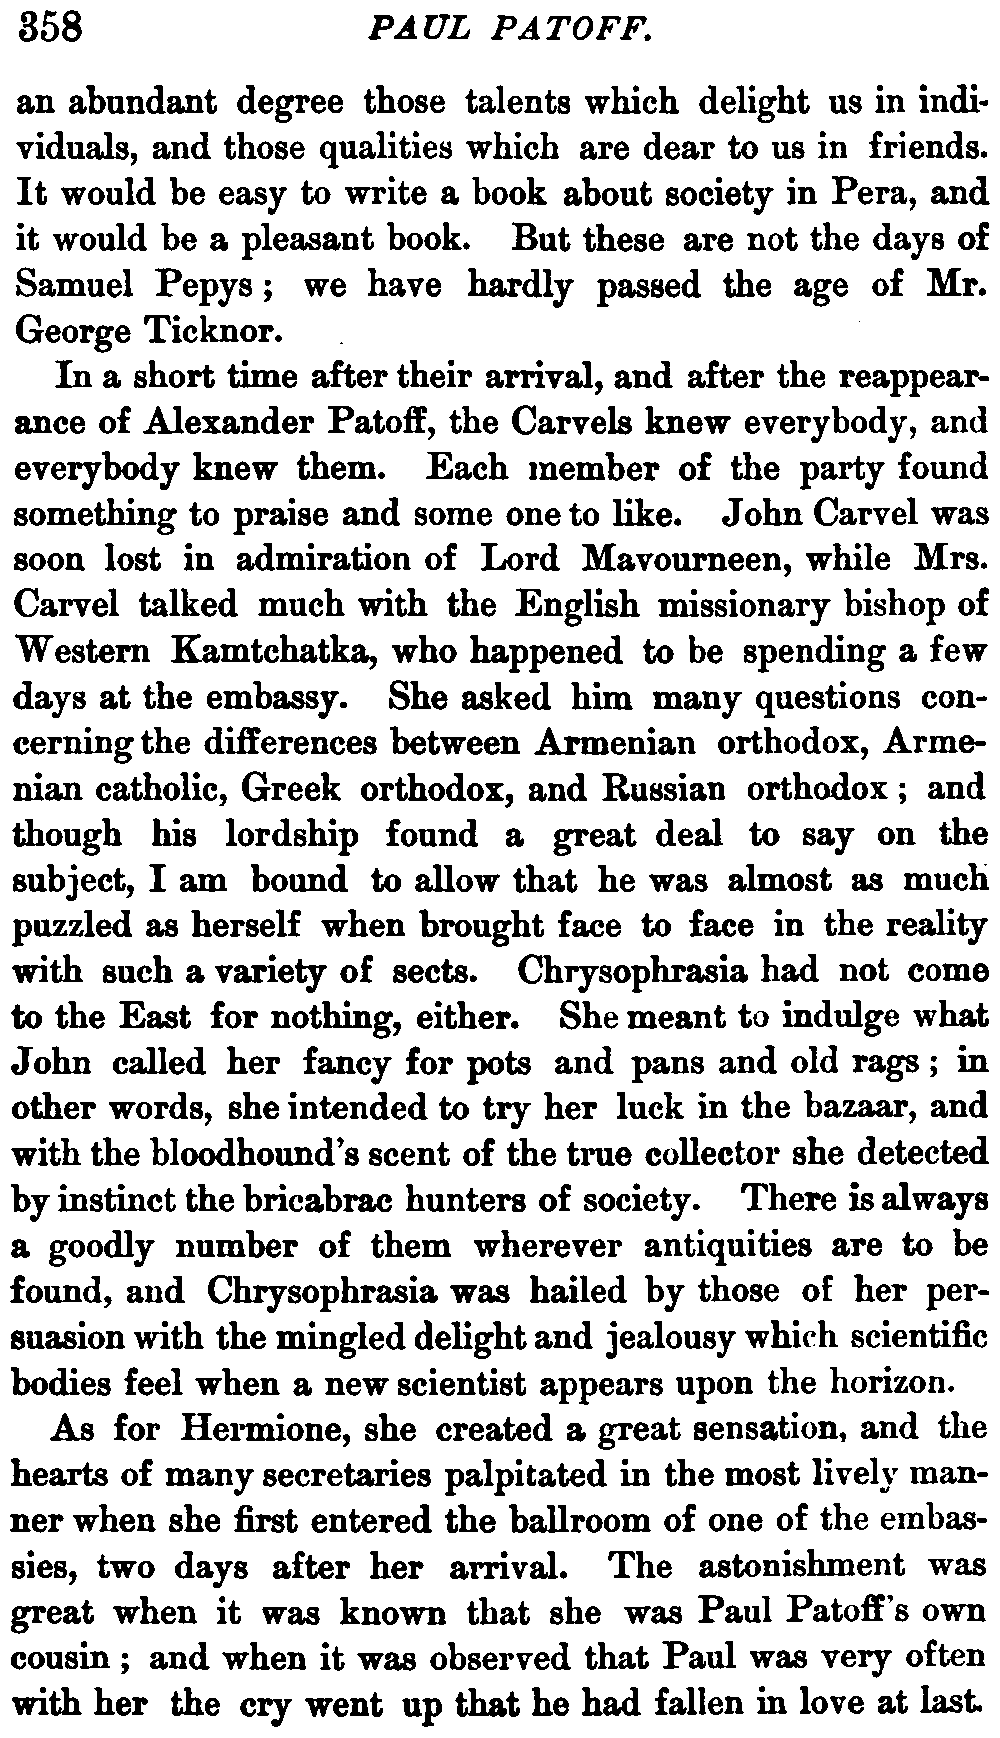 358 PAUL PATOFF.
an abundant degree those talents which delight us in indi-
viduals, and those qualities which are dear to us in friends.
It would be easy to write a book about society in Pera, and
it would be a pleasant book. But these are not the days of
Samuel Pepys ; we have hardly passed the age of Mr.
George Ticknor.
In a short time after their arrival, and after the reappear-
ance of Alexander Patoff, the Carvels knew everybody, and
everybody knew them. Each member of the party found
something to praise and some one to like. John Carvel was
soon lost in admiration of Lord Mavourneen, while Mrs.
Carvel talked much with the English missionary bishop of
Western Kamtchatka, who happened to be spending a few
days at the embassy. She asked him many questions con-
cerning the differences between Armenian orthodox, Arme-
nian catholic, Greek orthodox, and Russian orthodox ; and
though his lordship found a great deal to say on the
subject, I am bound to allow that he was almost as much
puzzled as herself when brought face to face in the reality
with such a variety of sects. Chrysophrasia had not come
to the East for nothing, either. She meant to indulge what
John called her fancy for pots and pans and old rags ; in
other words, she intended to try her luck in the bazaar, and
with the bloodhound's scent of the true collector she detected
by instinct the bricabrac hunters of society. There is always
a goodly number of them wherever antiquities are to be
found, and Chrysophrasia was hailed by those of her per-
suasion with the mingled delight and jealousy which scientific
bodies feel when a new scientist appears upon the horizon.
As for Hermione, she created a great sensation, and the
hearts of many secretaries palpitated in the most lively man-
ner when she first entered the ballroom of one of the embas-
sies, two days after her arrival. The astonishment was
great when it was known that she was Paul Patoff's own
cousin ; and when it was observed that Paul was very often
with her the cry went up that he had fallen in love at last.